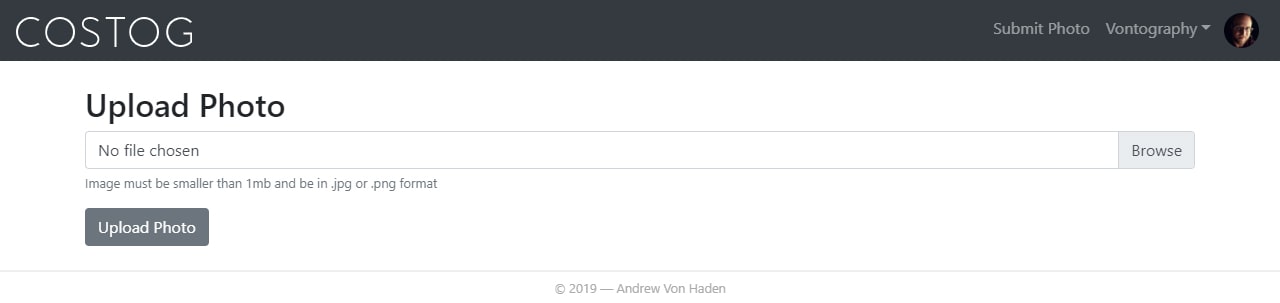 COSTOG
Submit Photo
Vontography
Upload Photo
No file chosen
Browse
Image must be smaller than 1mb and be in .jpg or .png format
Upload Photo
© 2019 — Andrew Von Haden